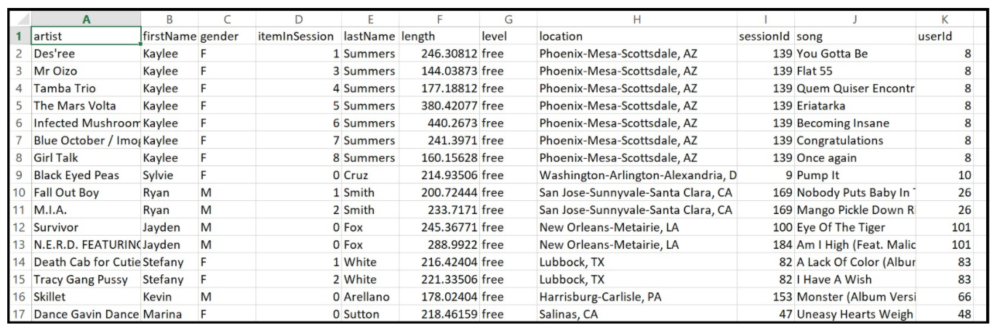 A B C D E F G H I J K
1 artist firstName gender itemInSession lastName length level location sessionId song userId
2 Des'ree Kaylee F 1 Summers 246.30812 free Phoenix-Mesa-Scottsdale, AZ 139 You Gotta Be 8
3 Mr Oizo Kaylee F 3 Summers 144.03873 free Phoenix-Mesa-Scottsdale, AZ 139 Flat 55 8
4 Tamba Trio Kaylee F 4 Summers 177.18812 free Phoenix-Mesa-Scottsdale, AZ 139 Quem Quiser Encontr 8
5 The Mars Volta Kaylee F 5 Summers 380.42077 free Phoenix-Mesa-Scottsdale, AZ 139 Eriatarka 8
6 Infected Mushroom Kaylee F 6 Summers 440.2673 free Phoenix-Mesa-Scottsdale, AZ 139 Becoming Insane 8
7 Blue October / Imog Kaylee F 7 Summers 241.3971 free Phoenix-Mesa-Scottsdale, AZ 139 Congratulations 8
8 Girl Talk Kaylee F 8 Summers 160.15628 free Phoenix-Mesa-Scottsdale, AZ 139 Once again 8
9 Black Eyed Peas Sylvie F 0 Cruz 214.93506 free Washington-Arlington-Alexandria, D 9 Pump It 10
10 Fall Out Boy Ryan M 1 Smith 200.72444 free San Jose-Sunnyvale-Santa Clara, CA 169 Nobody Puts Baby In 26
11 M.I.A. Ryan M 2 Smith 233.7171 free San Jose-Sunnyvale-Santa Clara, CA 169 Mango Pickle Down Ri 26
12 Survivor Jayden M 0 Fox 245.36771 free New Orleans-Metairie, LA 100 Eye Of The Tiger 101
13 N.E.R.D. FEATURING Jayden M 0 Fox 288.9922 free New Orleans-Metairie, LA 184 Am I High (Feat. Malic 101
14 Death Cab for Cutie Stefany F 1 White 216.42404 free Lubbock, TX 82 A Lack Of Color (Albur 83
15 Tracy Gang Pussy Stefany F 2 White 221.33506 free Lubbock, TX 82 I Have A Wish 83
16 Skillet Kevin M 0 Arellano 178.02404 free Harrisburg-Carlisle, PA 153 Monster (Album Versi 66
17 Dance Gavin Dance Marina F 0 Sutton 218.46159 free Salinas, CA 47 Uneasy Hearts Weigh 48